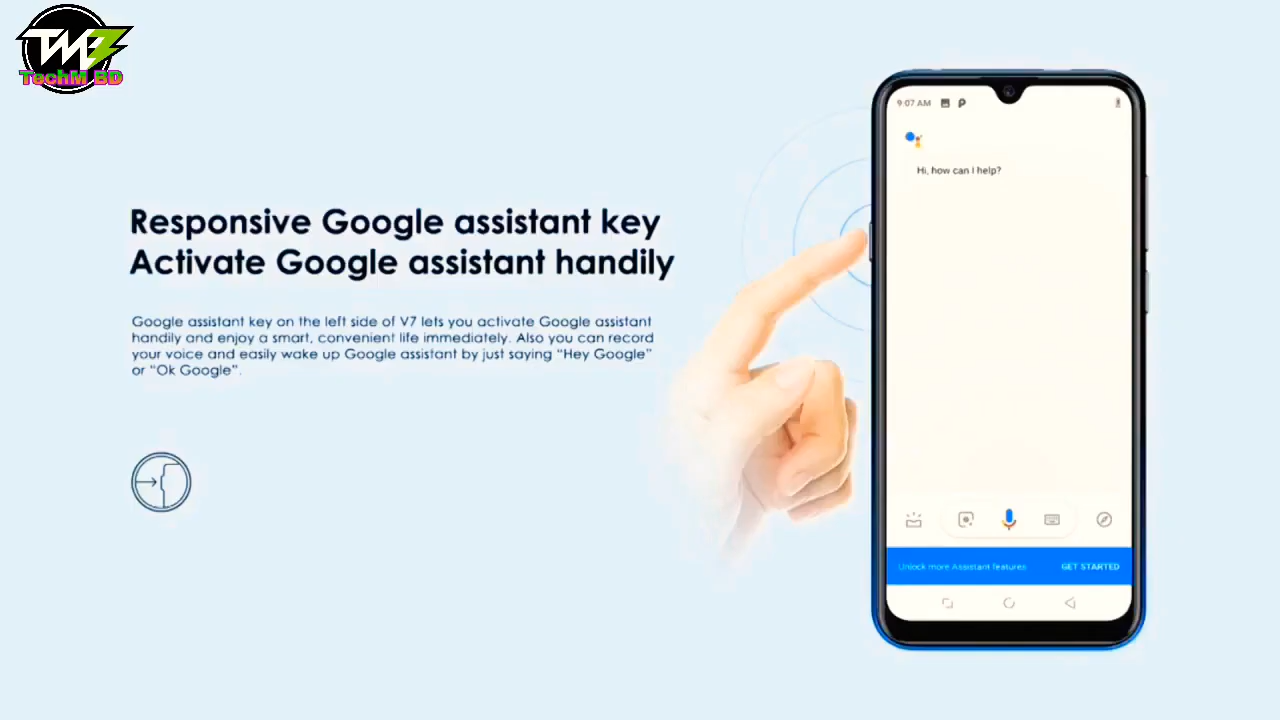 TM
TechM BD
Responsive Google assistant key
Activate Google assistant handily
Google assistant key on the left side of V7 lets you activate Google assistant
handily and enjoy a smart, convenient life immediately. Also you can record
your voice and easily wake up Google assistant by just saying “Hey Google”
or “Ok Google”.
9:07 AM
Hi, how can I help?
Unlock more Assistant features GET STARTED